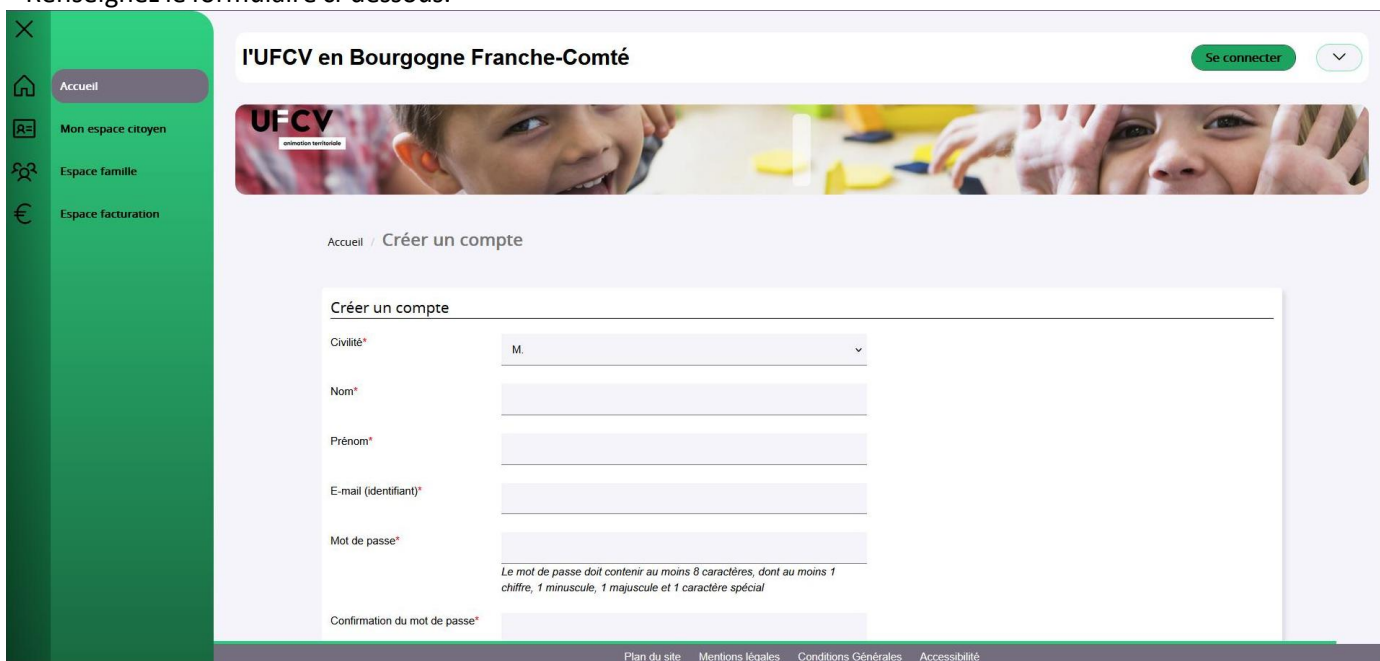 Renseignez le formulaire ci-dessous.
l'UFCV en Bourgogne Franche-Comté
Se connecter
Accueil
Mon espace citoyen
Espace famille
Espace facturation
UFCV
animation territoriale
Accueil / Créer un compte
Créer un compte
Civilité*
M.
Nom*
Prénom*
E-mail (identifiant)*
Mot de passe*
Le mot de passe doit contenir au moins 8 caractères, dont au moins 1
chiffre, 1 minuscule, 1 majuscule et 1 caractère spécial
Confirmation du mot de passe*
Plan du site Mentions légales Conditions Générales Accessibilité